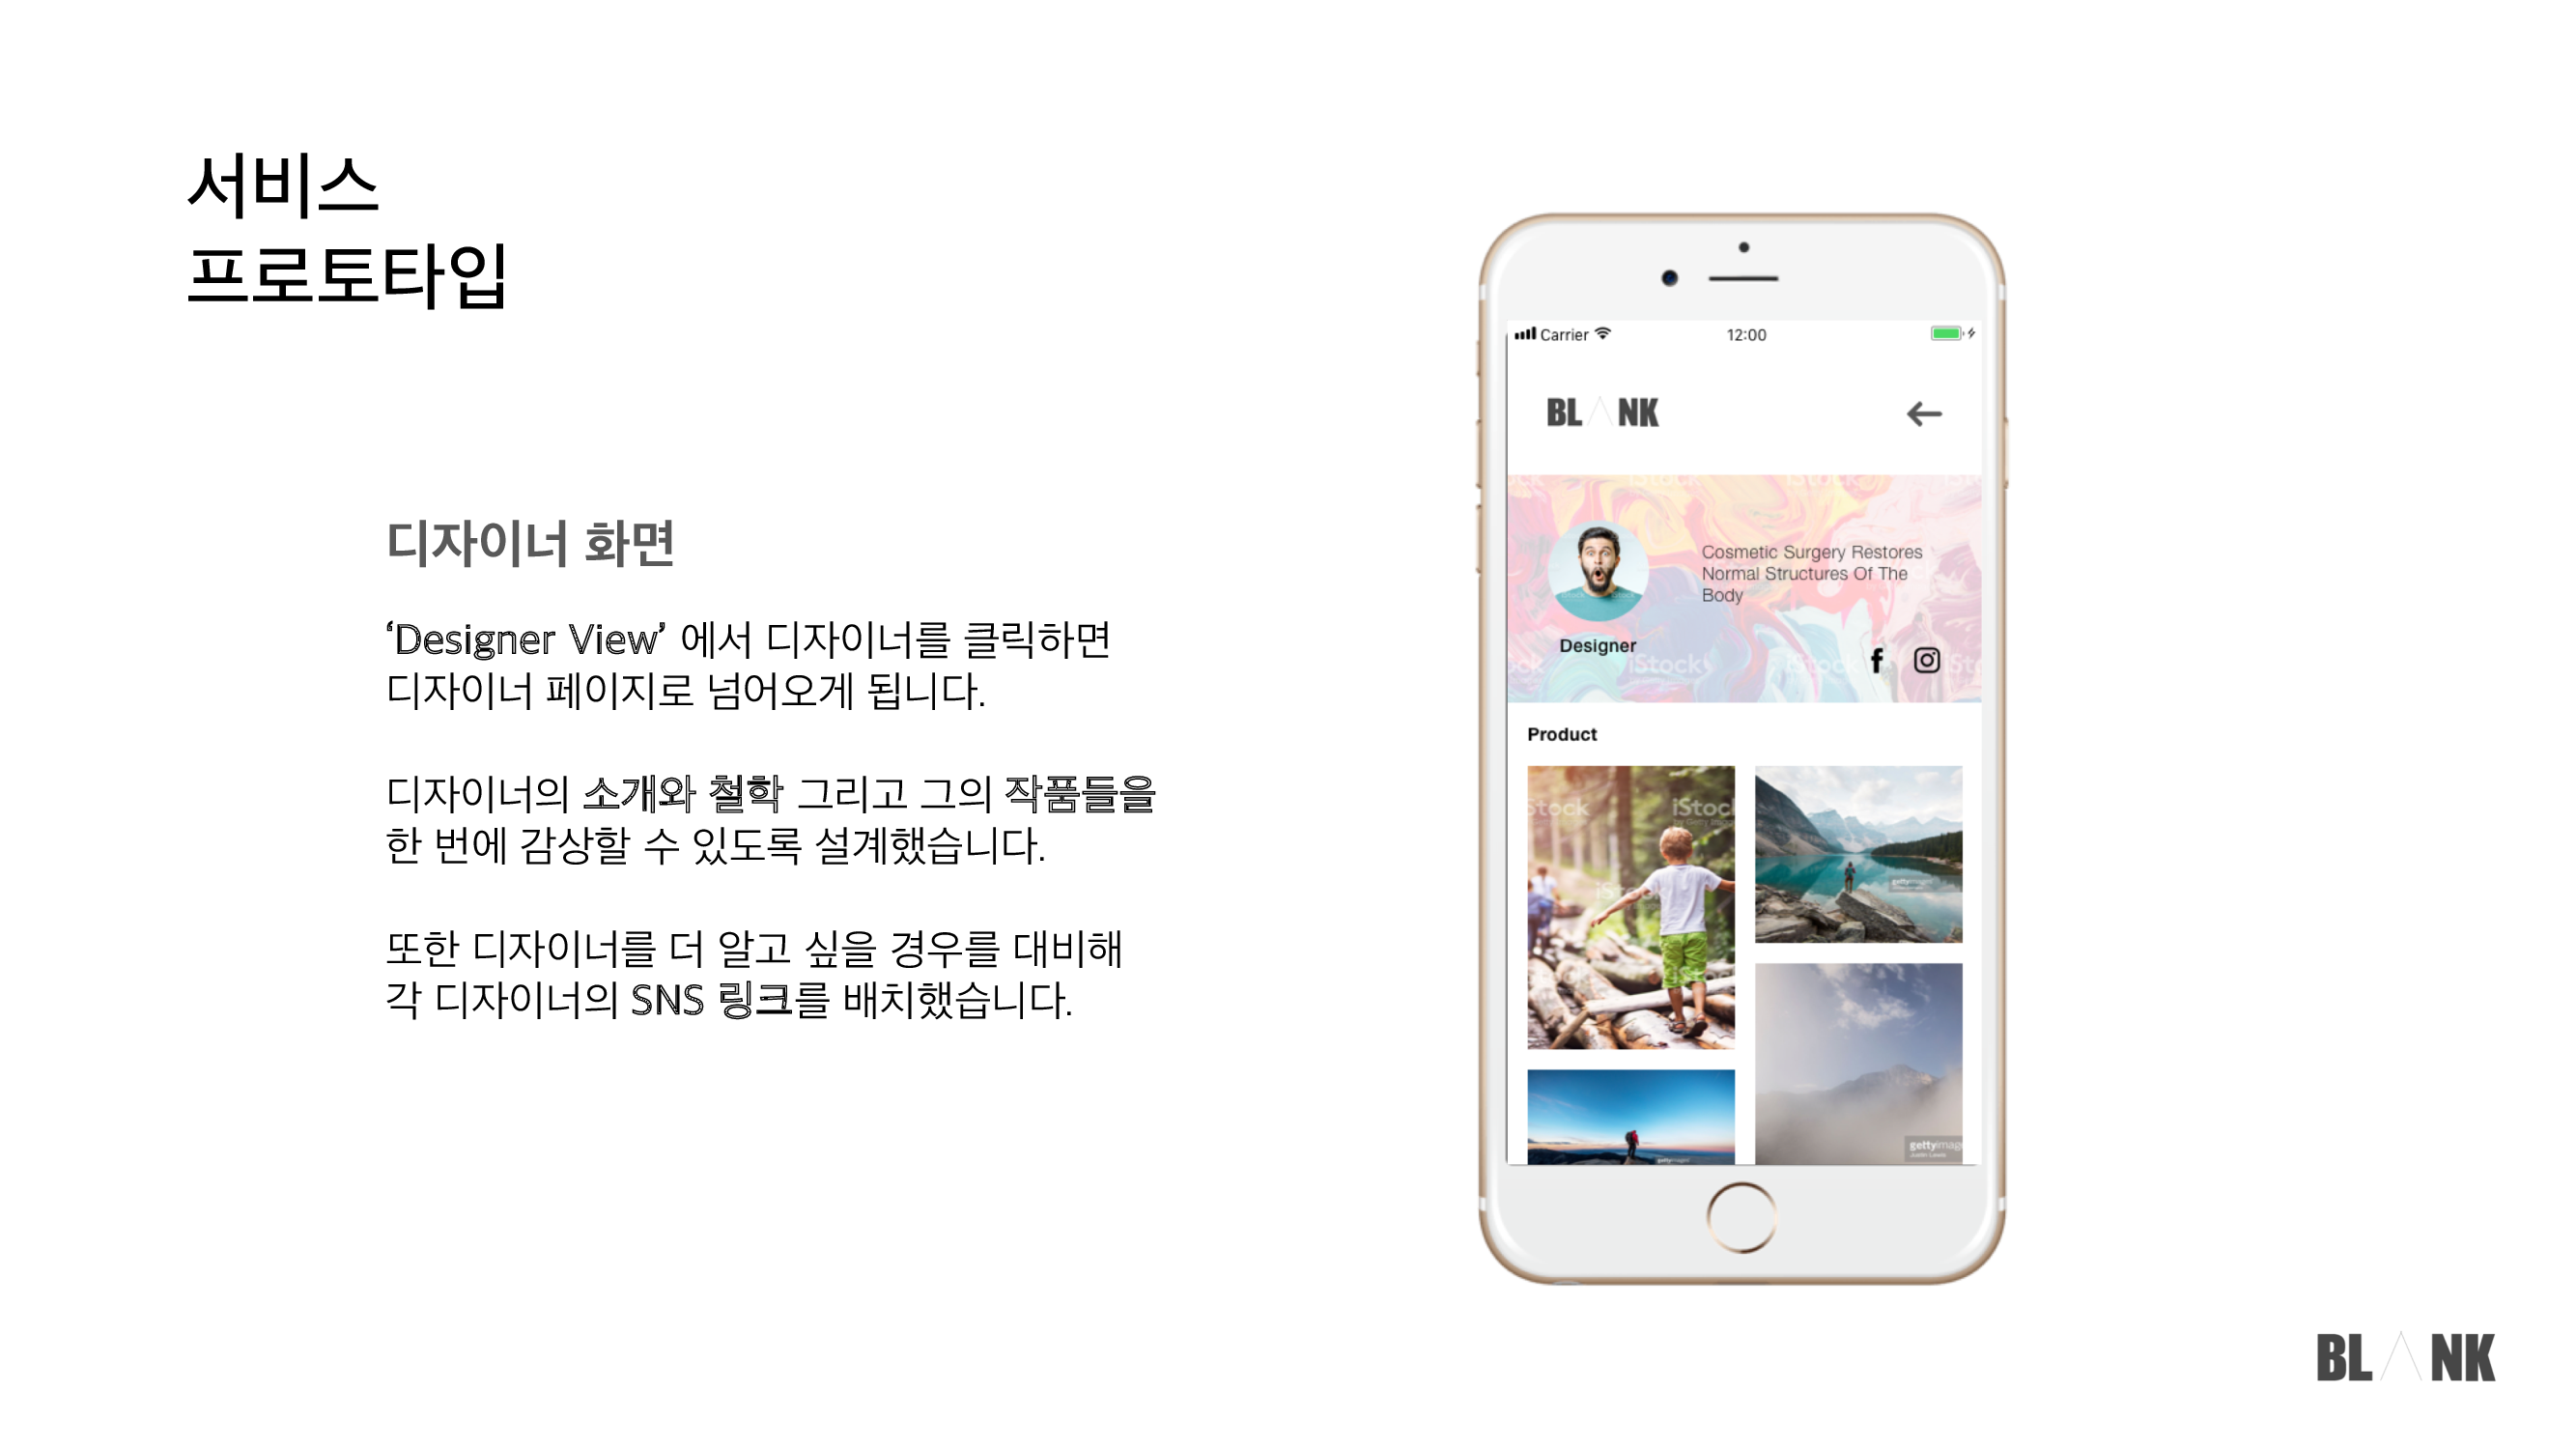 서비스
프로토타입
디자이너 화면
‘Designer View’ 에서 디자이너를 클릭하면
디자이너 페이지로 넘어오게 됩니다.
디자이너의 소개와 철학 그리고 그의 작품들을
한 번에 감상할 수 있도록 설계했습니다.
또한 디자이너를 더 알고 싶을 경우를 대비해
각 디자이너의 SNS 링크를 배치했습니다.
Carrier 12:00
BLΛNK
Cosmetic Surgery Restores
Normal Structures Of The
Body
Designer
iStock
Product
iStock
gettyimages
BLΛNK